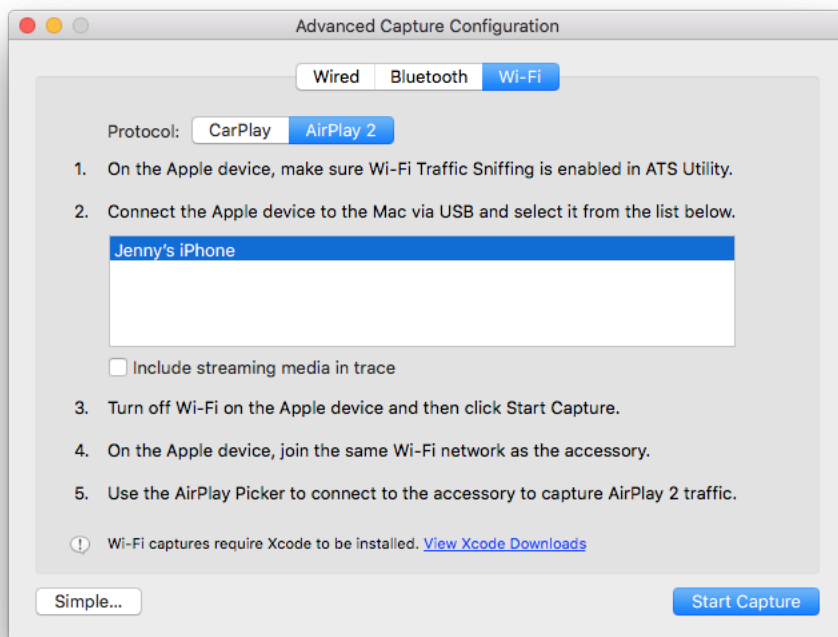 Advanced Capture Configuration
Wired Bluetooth Wi-Fi
Protocol: CarPlay AirPlay 2
1. On the Apple device, make sure Wi-Fi Traffic Sniffing is enabled in ATS Utility.
2. Connect the Apple device to the Mac via USB and select it from the list below.
Jenny’s iPhone
Include streaming media in trace
3. Turn off Wi-Fi on the Apple device and then click Start Capture.
4. On the Apple device, join the same Wi-Fi network as the accessory.
5. Use the AirPlay Picker to connect to the accessory to capture AirPlay 2 traffic.
Wi-Fi captures require Xcode to be installed. View Xcode Downloads
Simple... Start Capture